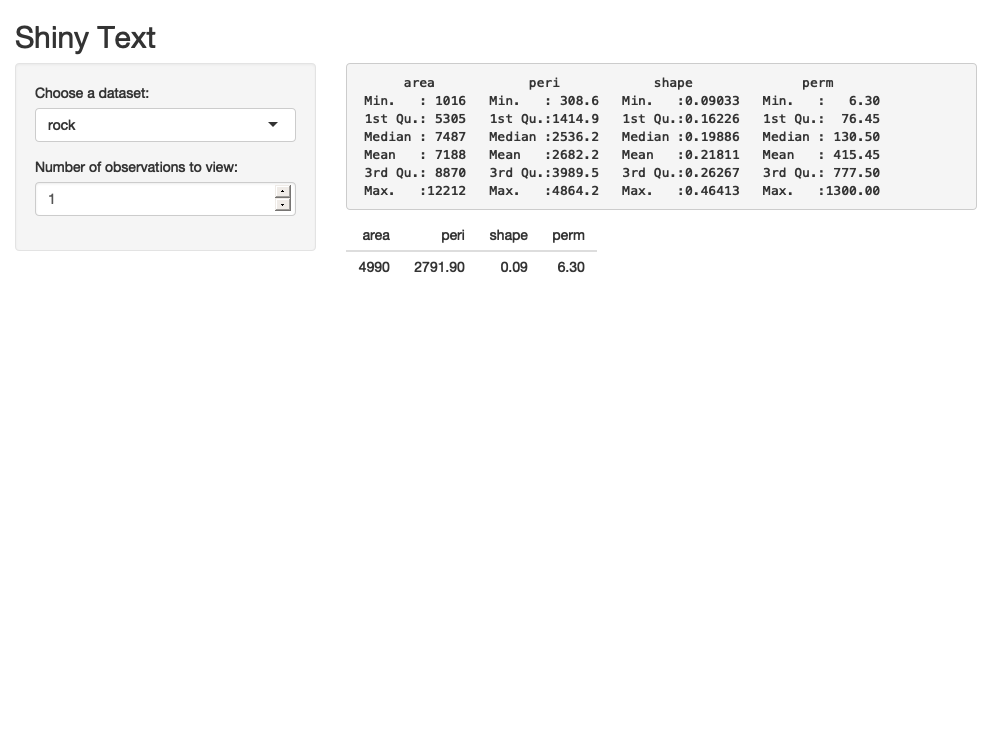 Shiny Text
Choose a dataset:
rock
Number of observations to view:
1
area peri shape perm
Min. : 1016 Min. : 308.6 Min. :0.09033 Min. : 6.30
1st Qu.: 5305 1st Qu.:1414.9 1st Qu.:0.16226 1st Qu.: 76.45
Median : 7487 Median :2536.2 Median :0.19886 Median : 130.50
Mean : 7188 Mean :2682.2 Mean :0.21811 Mean : 415.45
3rd Qu.: 8870 3rd Qu.:3989.5 3rd Qu.:0.26267 3rd Qu.: 777.50
Max. :12212 Max. :4864.2 Max. :0.46413 Max. :1300.00
area peri shape perm
4990 2791.90 0.09 6.30